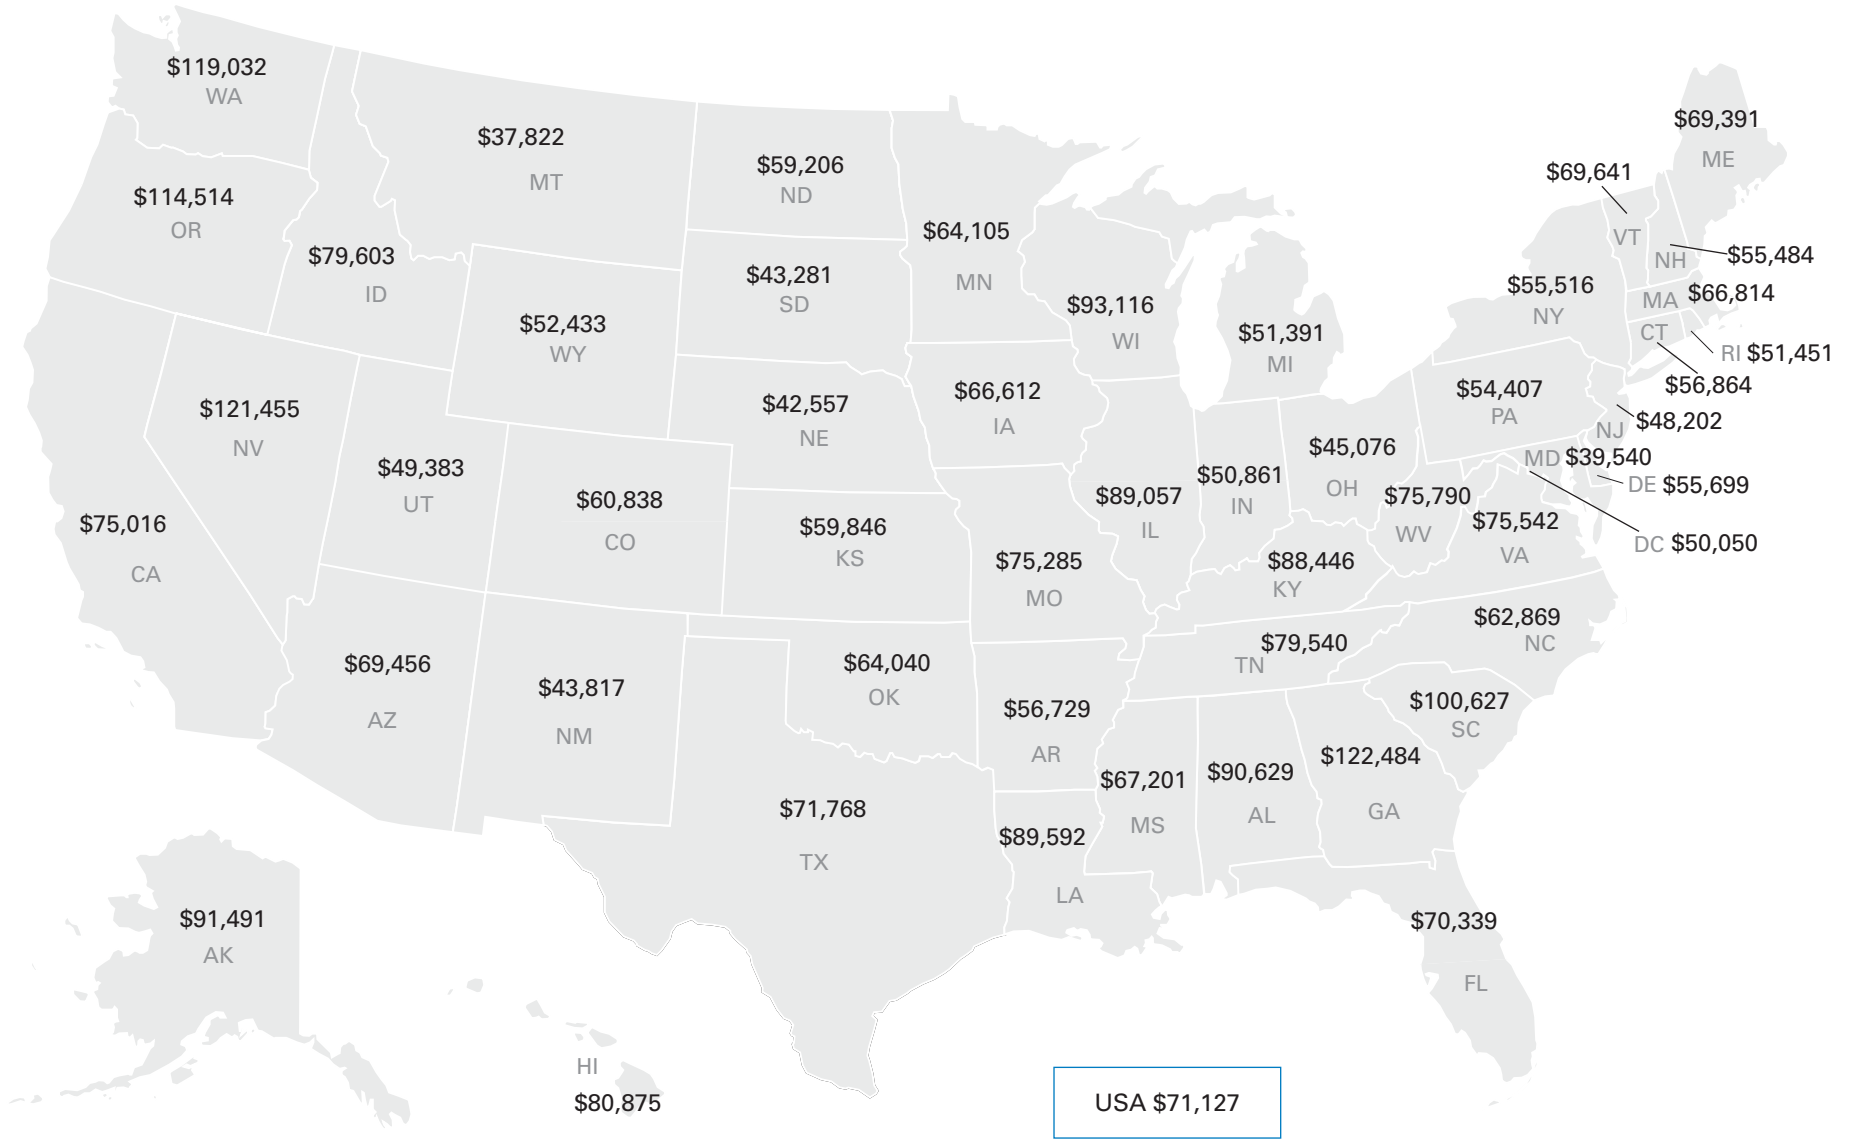 $119,032
WA
$114,514
OR
$79,603
ID
$37,822
MT
$59,206
ND
$64,105
MN
$43,281
SD
$52,433
WY
$93,116
WI
$51,391
MI
$69,391
ME
$69,641
VT
$55,484
NH
$55,516
NY
MA $66,814
CT
$56,864
RI $51,451
$54,407
PA
NJ $48,202
MD $39,540
DE $55,699
DC $50,050
$121,455
NV
$49,383
UT
$42,557
NE
$66,612
IA
$60,838
CO
$59,846
KS
$75,285
MO
$89,057
IL
$50,861
IN
$45,076
OH
$75,790
WV
$75,542
VA
$88,446
KY
$75,016
CA
$69,456
AZ
$43,817
NM
$64,040
OK
$56,729
AR
$79,540
TN
$62,869
NC
$100,627
SC
$122,484
GA
$90,629
AL
$67,201
MS
$89,592
LA
$71,768
TX
$70,339
FL
$91,491
AK
HI
$80,875
USA $71,127